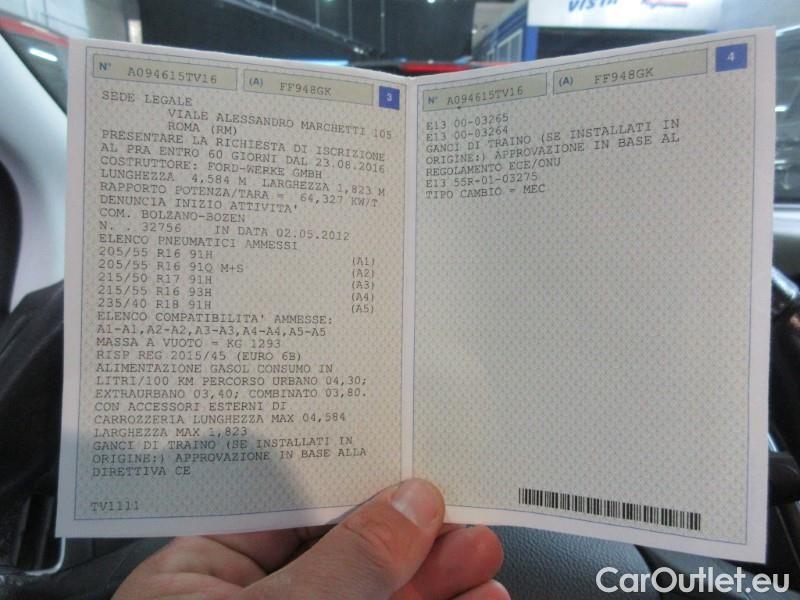 N° A094615TV16 (A) FF948GK 3
SEDE LEGALE
VIALE ALESSANDRO MARCHETTI 105
ROMA (RM)
PRESENTARE LA RICHIESTA DI ISCRIZIONE
AL PRA ENTRO 60 GIORNI DAL 23.08.2016
COSTRUTTORE: FORD-WERKE GMBH
LUNGHEZZA 4,584 M LARGHEZZA 1,823 M
RAPPORTO POTENZA/TARA = 64,327 KW/T
DENUNCIA INIZIO ATTIVITA'
COM. BOLZANO-BOZEN
N. . 32756 IN DATA 02.05.2012
ELENCO PNEUMATICI AMMESSI
205/55 R16 91H (A1)
205/55 R16 91Q M+S (A2)
215/50 R17 91H (A3)
215/55 R16 93H (A4)
235/40 R18 91H (A5)
ELENCO COMPATIBILITA' AMMESSE:
A1-A1,A2-A2,A3-A3,A4-A4,A5-A5
MASSA A VUOTO = KG 1293
RISP REG 2015/45 (EURO 6B)
ALIMENTAZIONE GASOL CONSUMO IN
LITRI/100 KM PERCORSO URBANO 04,30;
EXTRAURBANO 03,40; COMBINATO 03,80.
CON ACCESSORI ESTERNI DI
CARROZZERIA LUNGHEZZA MAX 04,584
LARGHEZZA MAX 1,823
GANCI DI TRAINO (SE INSTALLATI IN
ORIGINE:) APPROVAZIONE IN BASE ALLA
DIRETTIVA CE
TV1111
N° A094615TV16 (A) FF948GK 4
E13 00-03265
E13 00-03264
GANCI DI TRAINO (SE INSTALLATI IN
ORIGINE:) APPROVAZIONE IN BASE AL
REGOLAMENTO ECE/ONU
E13 55R-01-03275
TIPO CAMBIO = MEC
CarOutlet.eu